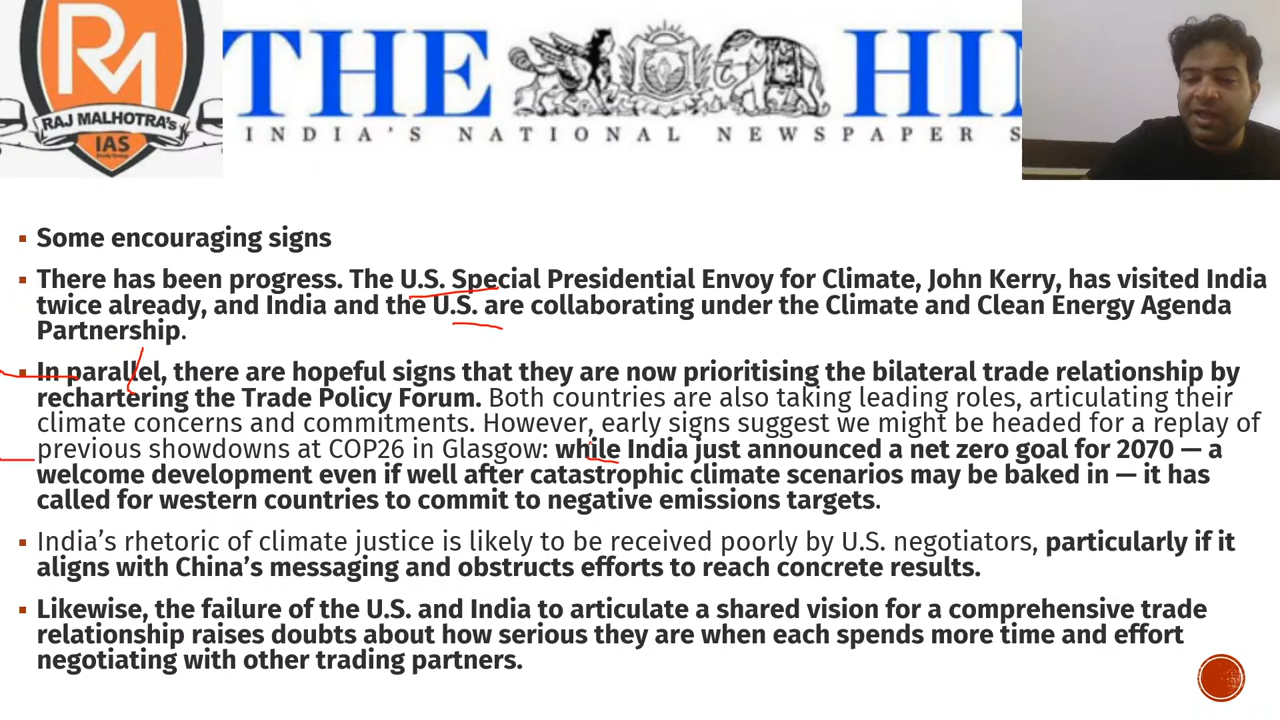 RM
RAJ MALHOTRA'S
IAS
Study Group
THE HI
INDIA'S NATIONAL NEWSPAPER S
Some encouraging signs
There has been progress. The U.S. Special Presidential Envoy for Climate, John Kerry, has visited India
twice already, and India and the U.S. are collaborating under the Climate and Clean Energy Agenda
Partnership.
In parallel, there are hopeful signs that they are now prioritising the bilateral trade relationship by
rechartering the Trade Policy Forum. Both countries are also taking leading roles, articulating their
climate concerns and commitments. However, early signs suggest we might be headed for a replay of
previous showdowns at COP26 in Glasgow: while India just announced a net zero goal for 2070 — a
welcome development even if well after catastrophic climate scenarios may be baked in — it has
called for western countries to commit to negative emissions targets.
India's rhetoric of climate justice is likely to be received poorly by U.S. negotiators, particularly if it
aligns with China's messaging and obstructs efforts to reach concrete results.
Likewise, the failure of the U.S. and India to articulate a shared vision for a comprehensive trade
relationship raises doubts about how serious they are when each spends more time and effort
negotiating with other trading partners.